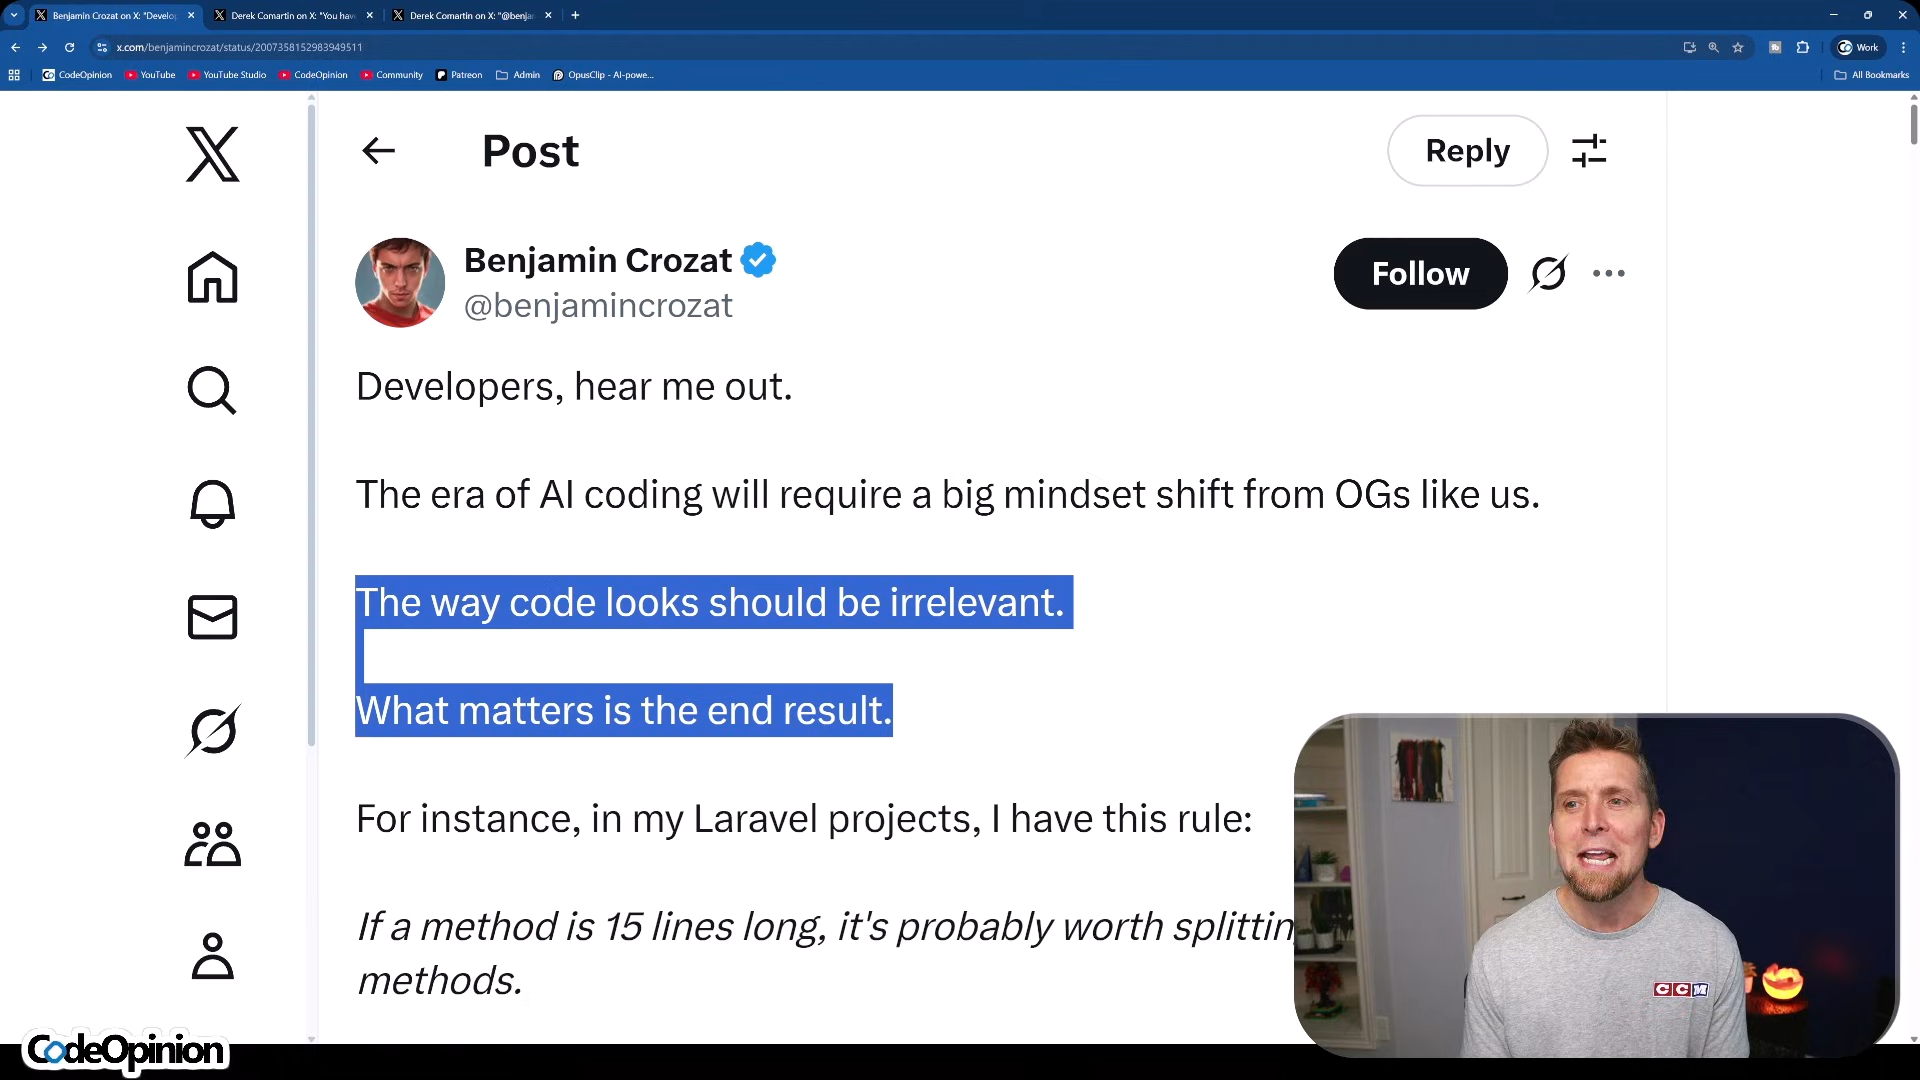 Benjamin Crozat on X: "Develo
Derek Comartin on X: "You hav
Derek Comartin on X: "@benja
x.com/benjamincrozat/status/2007358152983949511
Work
CodeOpinion
YouTube
YouTube Studio
CodeOpinion
Community
Patreon
Admin
OpusClip - AI-powe...
All Bookmarks
Post
Reply
Benjamin Crozat
@benjamincrozat
Follow
Developers, hear me out.
The era of AI coding will require a big mindset shift from OGs like us.
The way code looks should be irrelevant.
What matters is the end result.
For instance, in my Laravel projects, I have this rule:
If a method is 15 lines long, it's probably worth splittin
methods.
CCM
CodeOpinion